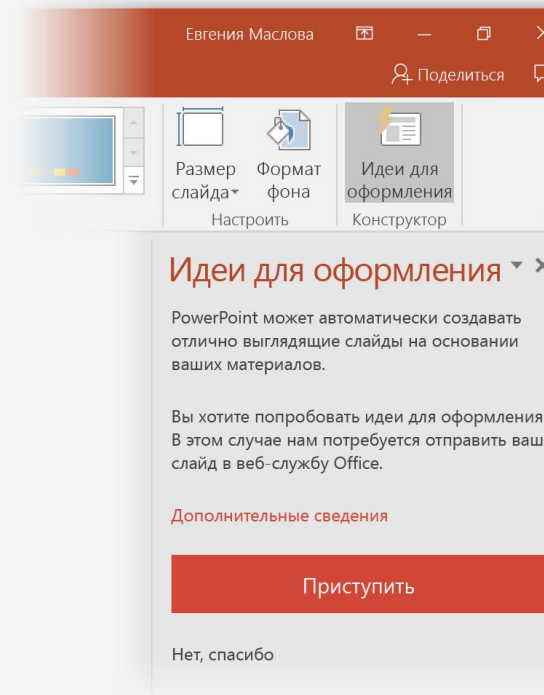 Евгения Маслова
Поделиться
Размер слайда
Формат фона
Идеи для оформления
Настроить
Конструктор
Идеи для оформления
PowerPoint может автоматически создавать
отлично выглядящие слайды на основании
ваших материалов.
Вы хотите попробовать идеи для оформления
В этом случае нам потребуется отправить ваш
слайд в веб-службу Office.
Дополнительные сведения
Приступить
Нет, спасибо